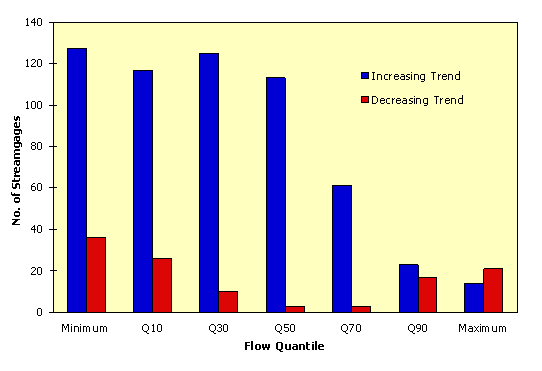 140
120
100
80
60
40
20
0
No. of Streamgages
Increasing Trend
Decreasing Trend
Minimum Q10 Q30 Q50 Q70 Q90 Maximum
Flow Quantile